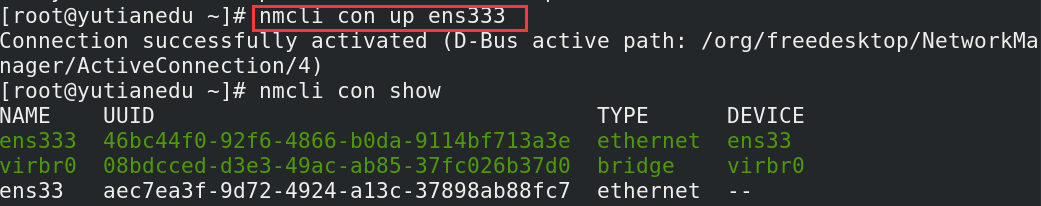 [root@yutianedu ~]# nmcli con up ens333
Connection successfully activated (D-Bus active path: /org/freedesktop/NetworkMa
nager/ActiveConnection/4)
[root@yutianedu ~]# nmcli con show
NAME    UUID                                  TYPE      DEVICE
ens333  46bc44f0-92f6-4866-b0da-9114bf713a3e  ethernet  ens33
virbr0  08bdcced-d3e3-49ac-ab85-37fc026b37d0  bridge    virbr0
ens33   aec7ea3f-9d72-4924-a13c-37898ab88fc7  ethernet  --